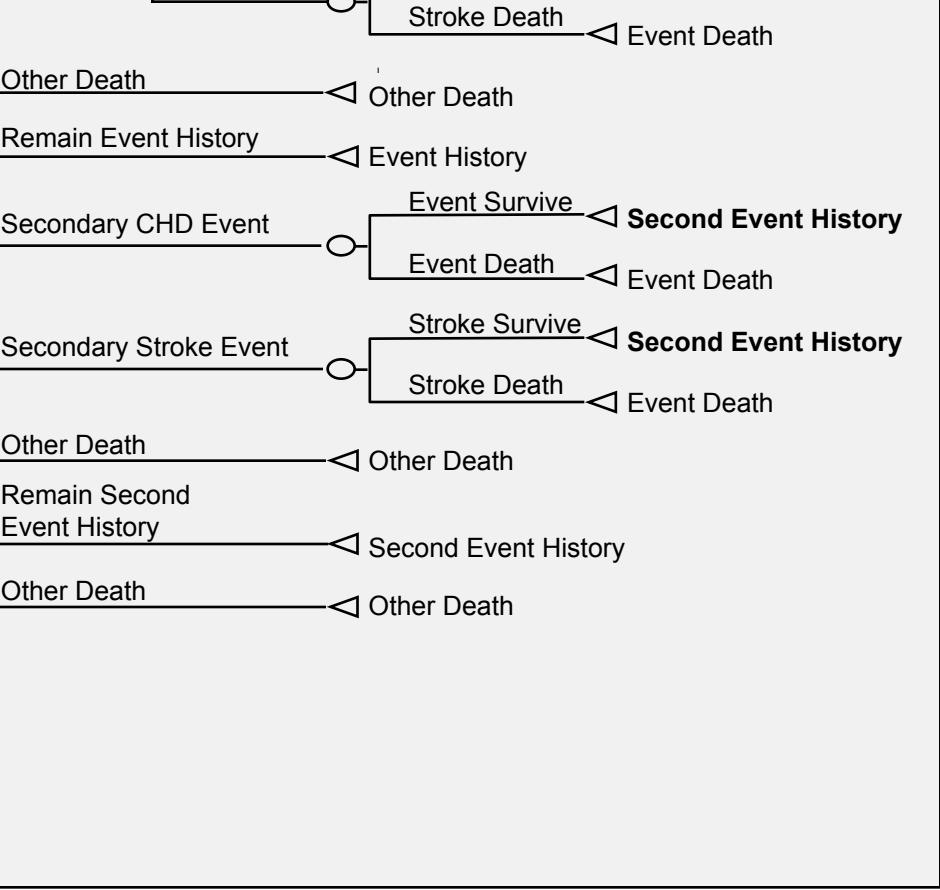 Stroke Death
Event Death
Other Death
Other Death
Remain Event History
Event History
Event Survive
Secondary CHD Event
Second Event History
Event Death
Event Death
Stroke Survive
Secondary Stroke Event
Second Event History
Stroke Death
Event Death
Other Death
Other Death
Remain Second
Event History
Second Event History
Other Death
Other Death